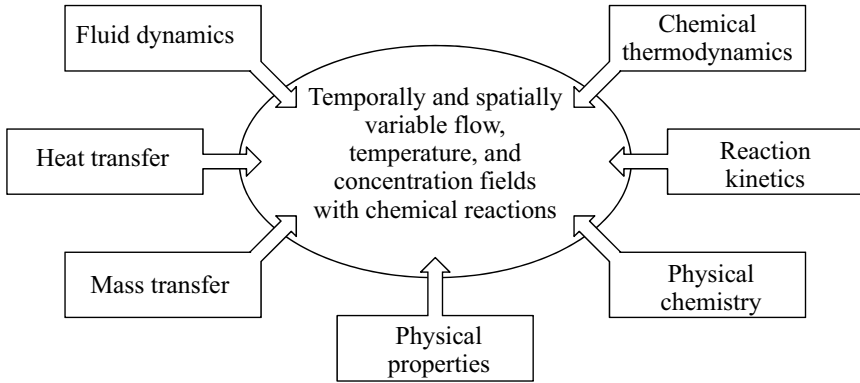 Fluid dynamics
Chemical
thermodynamics
Temporally and spatially
variable flow,
temperature, and
concentration fields
with chemical reactions
Heat transfer
Reaction
kinetics
Mass transfer
Physical
chemistry
Physical
properties